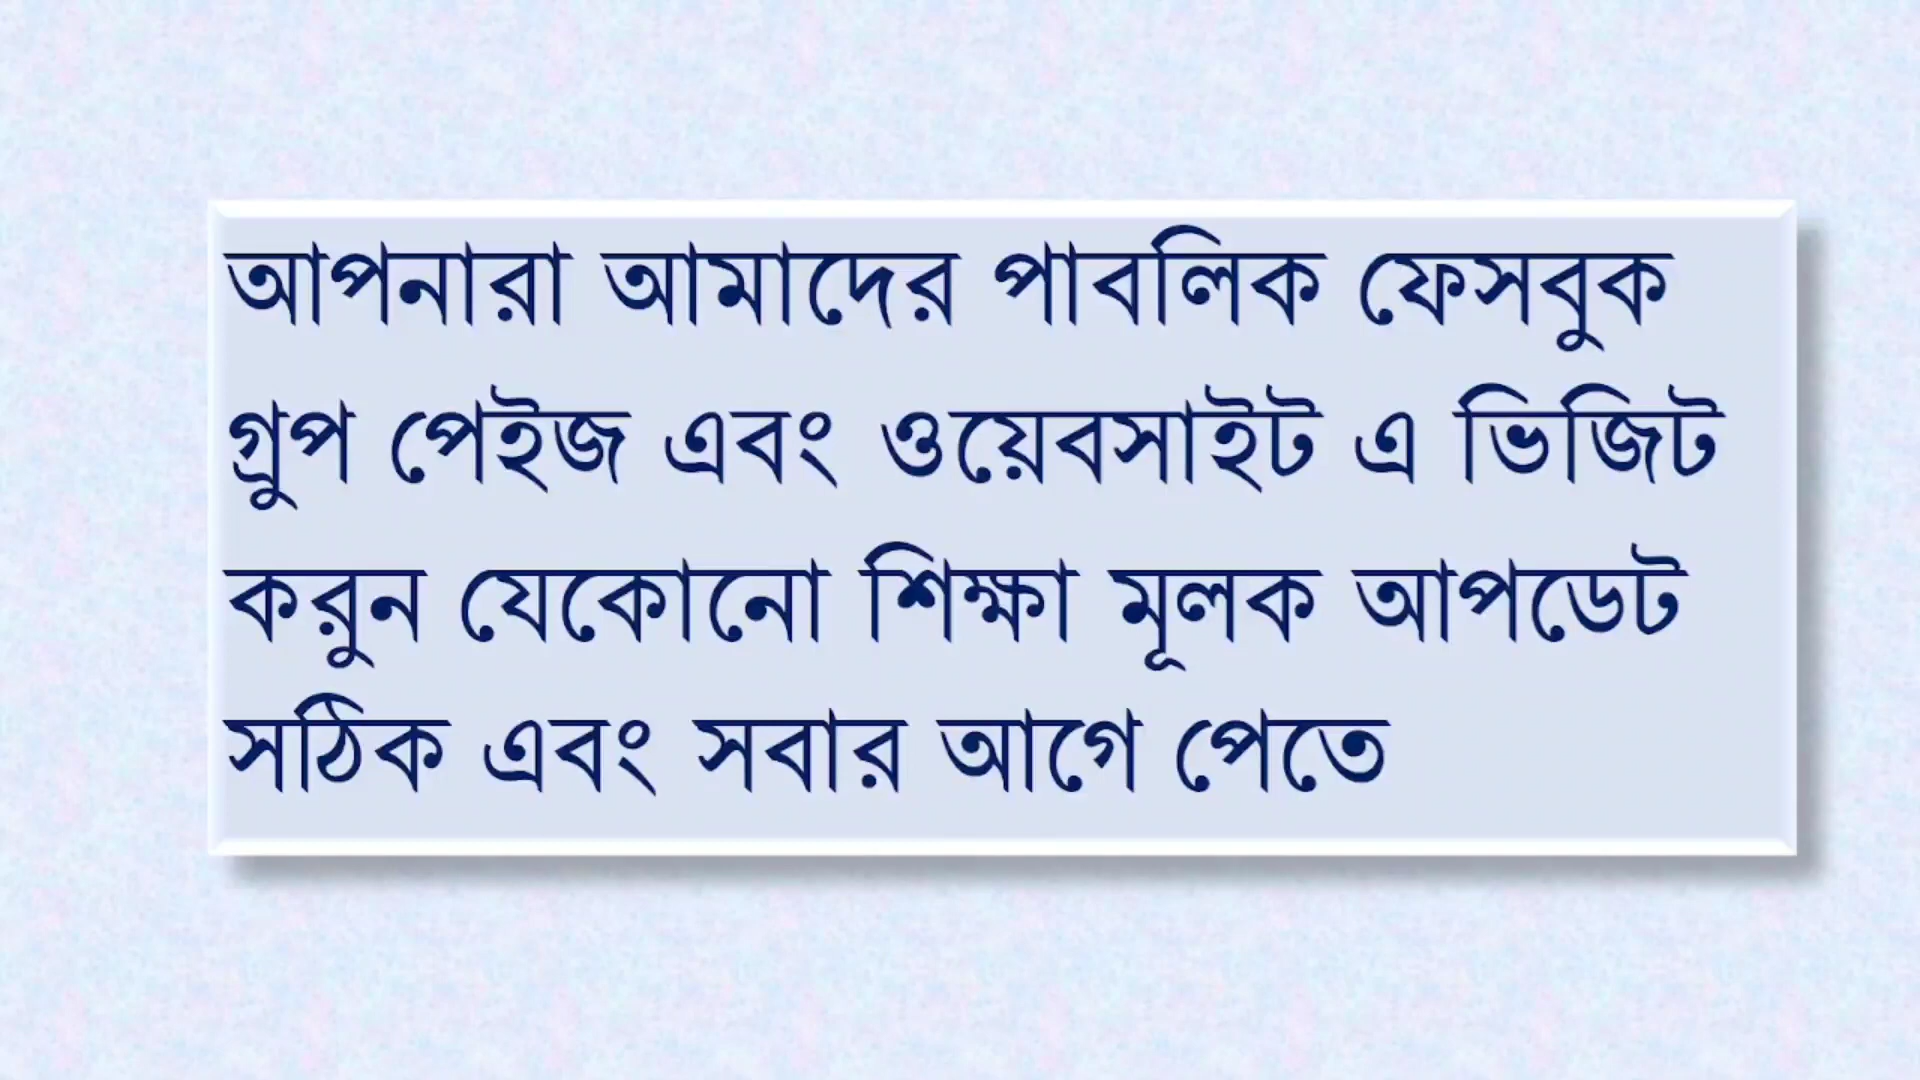 আপনারা আমাদের পাবলিক ফেসবুক
গ্রুপ পেইজ এবং ওয়েবসাইট এ ভিজিট
করুন যেকোনো শিক্ষা মূলক আপডেট
সঠিক এবং সবার আগে পেতে